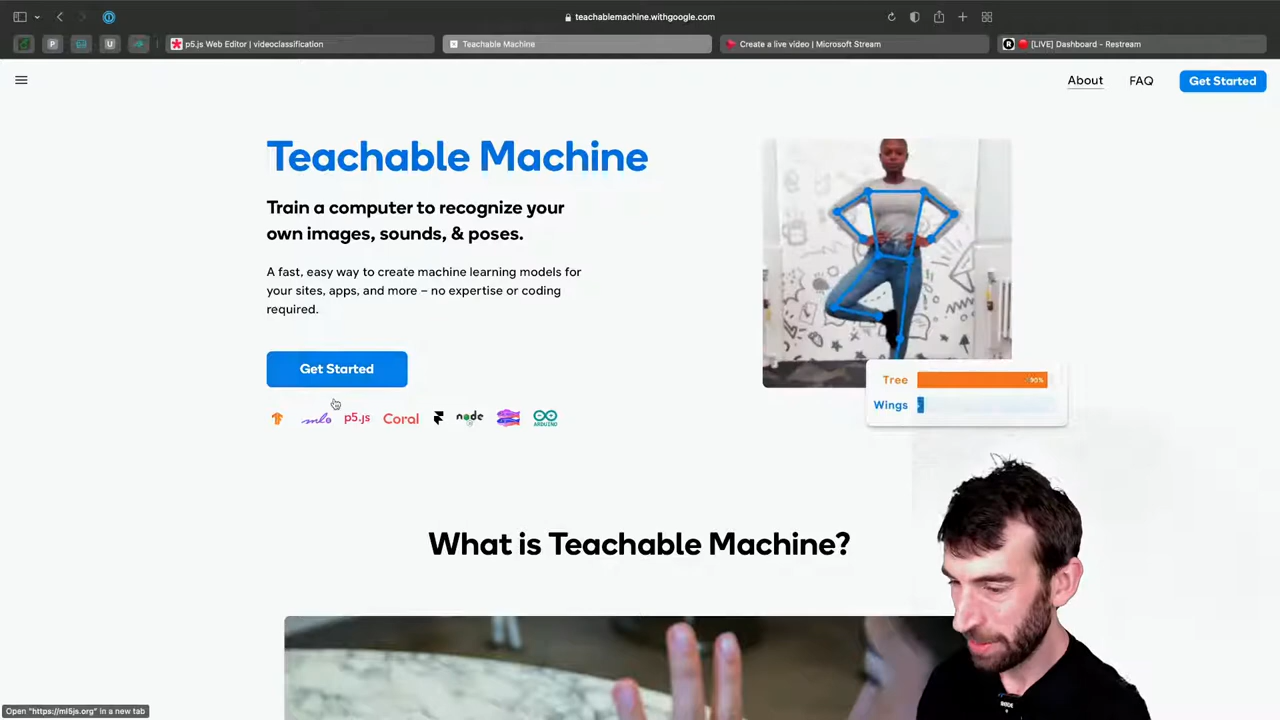 teachablemachine.withgoogle.com
P
U
p5.js Web Editor | videoclassification
Teachable Machine
Create a live video | Microsoft Stream
R
[LIVE] Dashboard - Restream
About
FAQ
Get Started
Teachable Machine
Train a computer to recognize your
own images, sounds, & poses.
A fast, easy way to create machine learning models for
your sites, apps, and more – no expertise or coding
required.
Get Started
p5.js
Coral
node
ARDUINO
Tree
90%
Wings
What is Teachable Machine?
RØDE
Open "https://ml5js.org" in a new tab